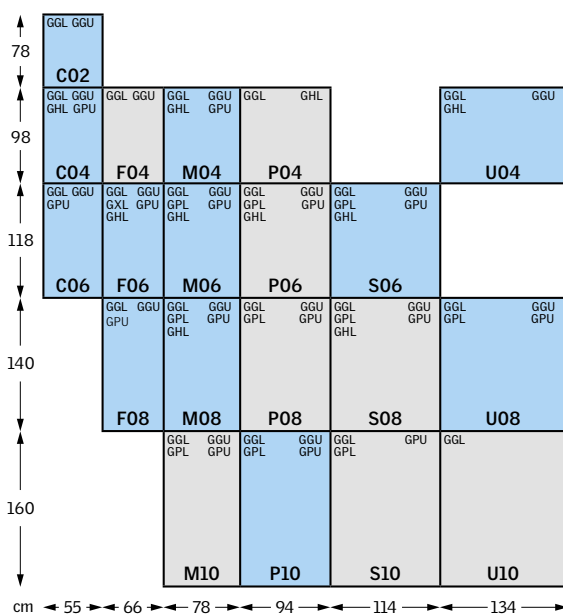 GGL GGU
78
C02
GGL GGU GGL GGU GGL GGU GGL GHL GGL GGU
GHL GPU GHL GPU GHL
98
C04 F04 M04 P04 U04
GGL GGU GGL GGU GGL GGU GGL GGU GGL GGU
GPU GXL GPU GPL GPU GPL GPU GPL GPU
GHL GHL GHL GHL
118
C06 F06 M06 P06 S06
GGL GGU GGL GGU GGL GGU GGL GGU GGL GGU
GPU GPL GPU GPL GPU GPL GPU GPL GPU
GHL GHL
140
F08 M08 P08 S08 U08
GGL GGU GGL GGU GGL GPU GGL
GPL GPU GPL GPU GPL
160
M10 P10 S10 U10
cm 55 66 78 94 114 134